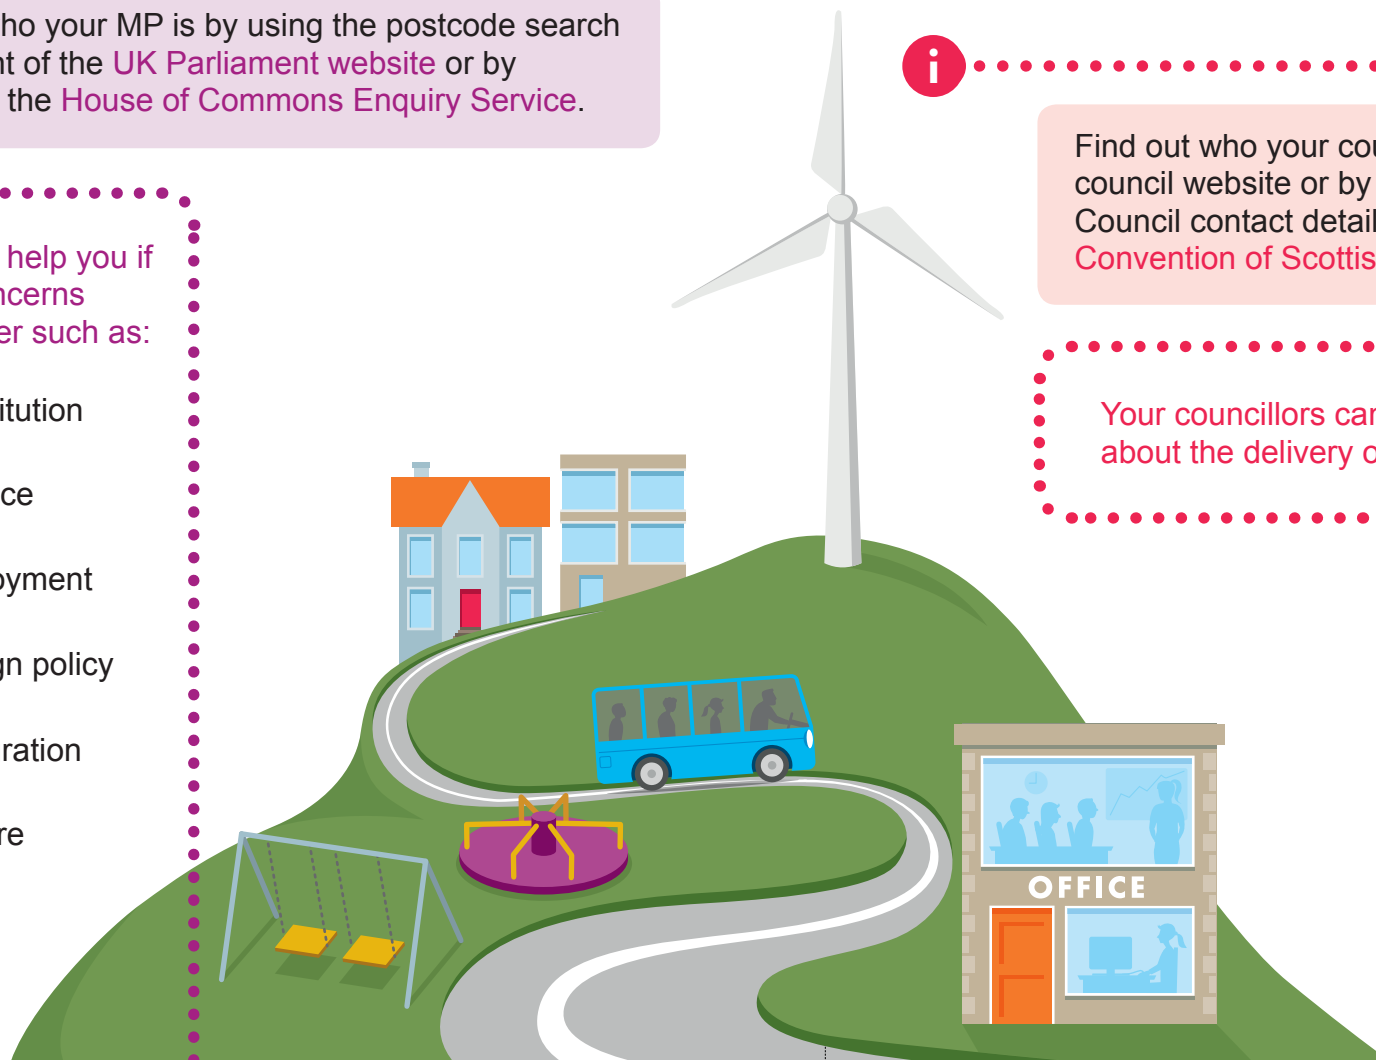 ho your MP is by using the postcode search
nt of the UK Parliament website or by
the House of Commons Enquiry Service.
help you if
ncerns
er such as:
itution
ce
oyment
gn policy
ration
re
i
Find out who your cou
council website or by
Council contact detail
Convention of Scottis
Your councillors can
about the delivery o
OFFICE